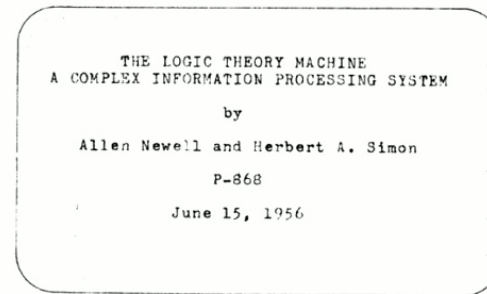 THE LOGIC THEORY MACHINE
A COMPLEX INFORMATION PROCESSING SYSTEM
by
Allen Newell and Herbert A. Simon
P-868
June 15, 1956